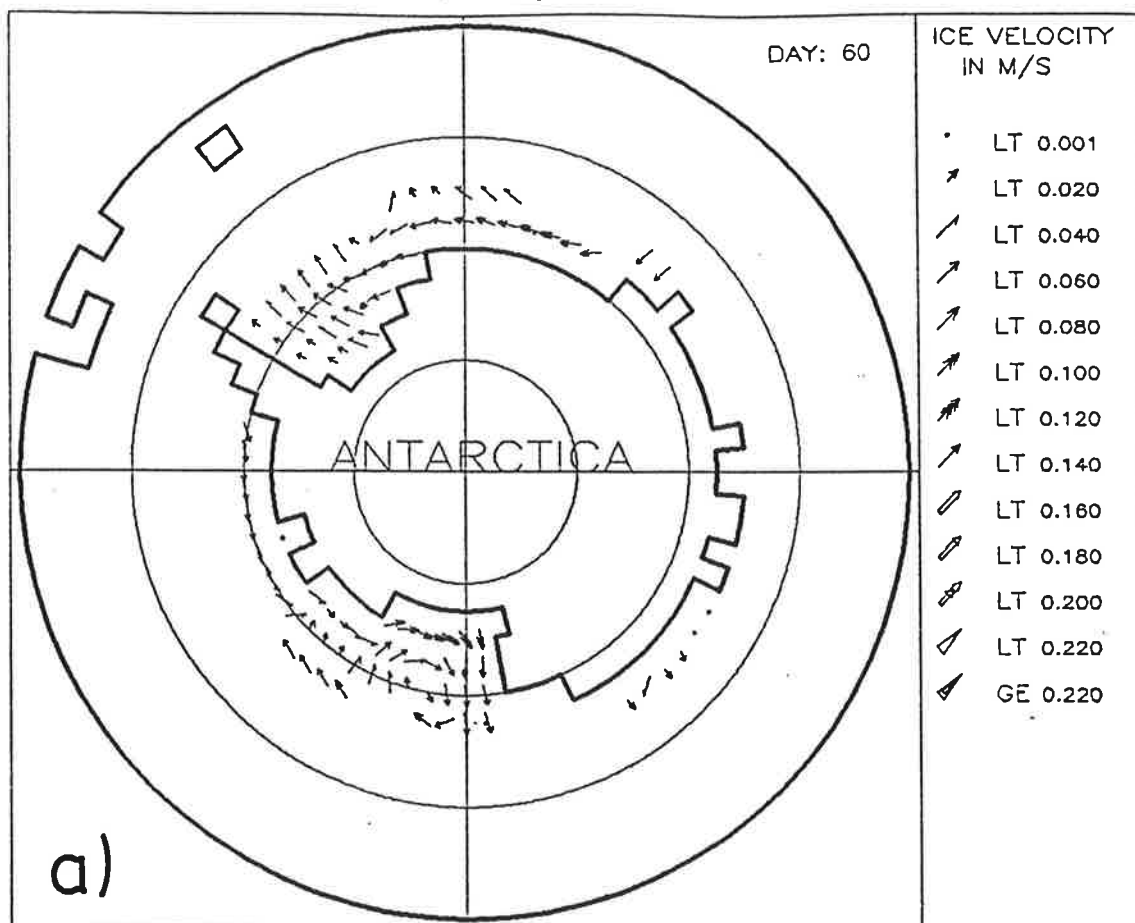 DAY: 60
ICE VELOCITY
IN M/S
LT 0.001
LT 0.020
LT 0.040
LT 0.060
LT 0.080
LT 0.100
LT 0.120
LT 0.140
LT 0.160
LT 0.180
LT 0.200
LT 0.220
GE 0.220
ANTARCTICA
a)